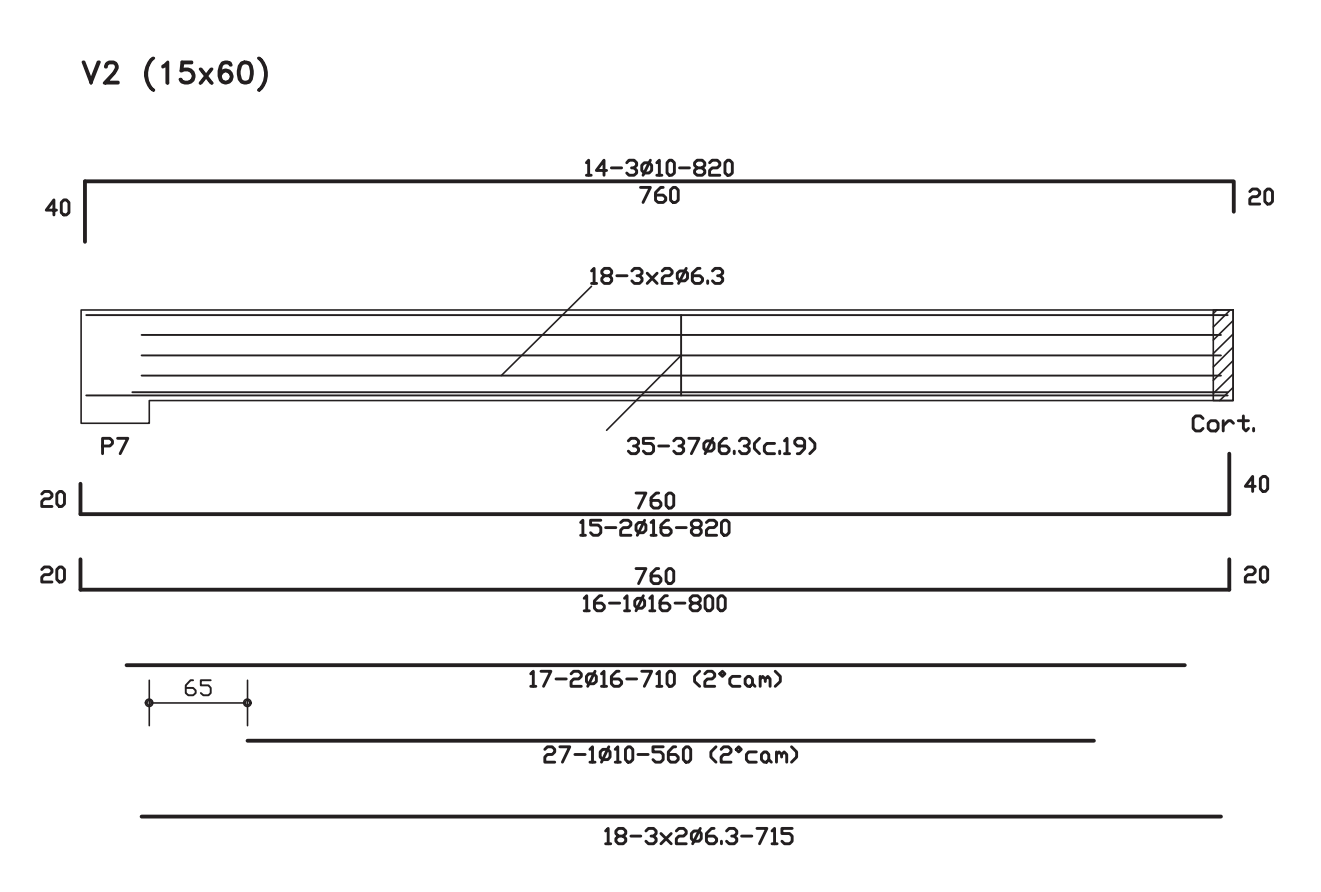 V2 (15x60)
14-3ø10-820
760
40
20
18-3x2ø6.3
Cort.
P7
35-37ø6.3(c.19)
20
760
40
15-2ø16-820
20
760
20
16-1ø16-800
17-2ø16-710 (2°cam)
65
27-1ø10-560 (2°cam)
18-3x2ø6.3-715